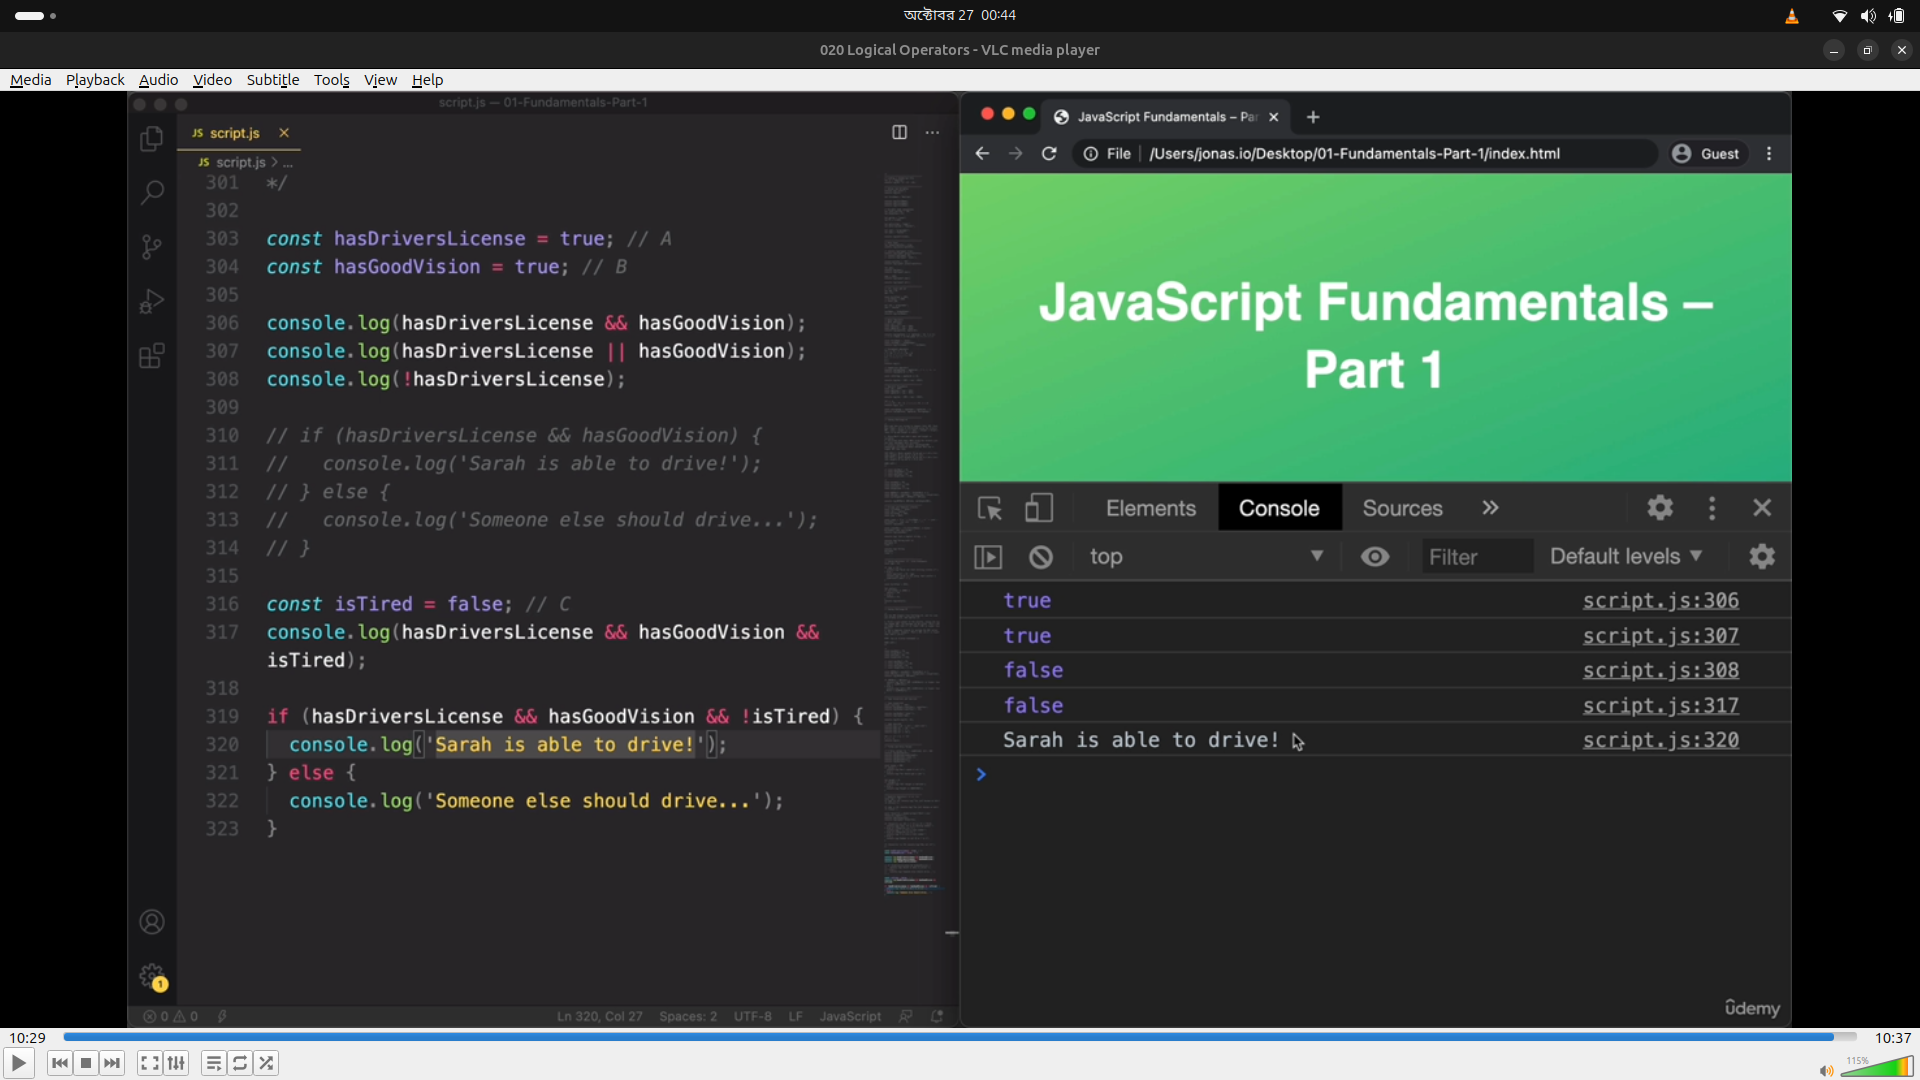 অক্টোবর 27 00:44
020 Logical Operators - VLC media player
Media Playback Audio Video Subtitle Tools View Help
script.js — 01-Fundamentals-Part-1
JS script.js
JS script.js > ...
301 */
302
303 const hasDriversLicense = true; // A
304 const hasGoodVision = true; // B
305
306 console.log(hasDriversLicense && hasGoodVision);
307 console.log(hasDriversLicense || hasGoodVision);
308 console.log(!hasDriversLicense);
309
310 // if (hasDriversLicense && hasGoodVision) {
311 //   console.log('Sarah is able to drive!');
312 // } else {
313 //   console.log('Someone else should drive...');
314 // }
315
316 const isTired = false; // C
317 console.log(hasDriversLicense && hasGoodVision &&
isTired);
318
319 if (hasDriversLicense && hasGoodVision && !isTired) {
320   console.log('Sarah is able to drive!');
321 } else {
322   console.log('Someone else should drive...');
323 }
1
0 0 Ln 320, Col 27 Spaces: 2 UTF-8 LF JavaScript
JavaScript Fundamentals – Par
File /Users/jonas.io/Desktop/01-Fundamentals-Part-1/index.html Guest
JavaScript Fundamentals –
Part 1
Elements Console Sources
top Filter Default levels
true script.js:306
true script.js:307
false script.js:308
false script.js:317
Sarah is able to drive! script.js:320
ûdemy
10:29 10:37
115%